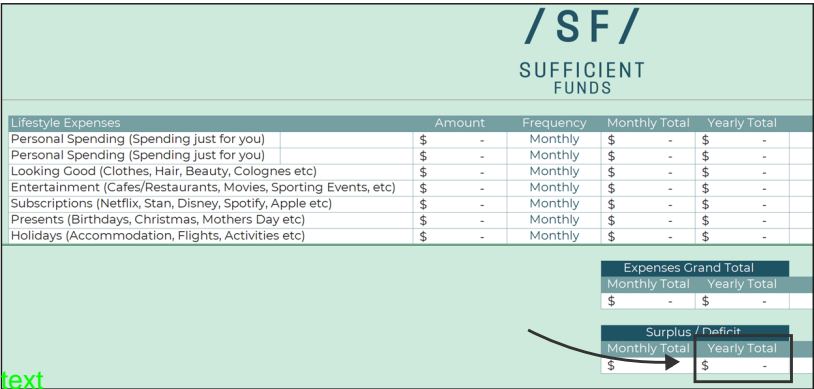 /SF/
SUFFICIENT
FUNDS
Lifestyle Expenses Amount Frequency Monthly Total Yearly Total
Personal Spending (Spending just for you) $ - Monthly $ - $ -
Personal Spending (Spending just for you) $ - Monthly $ - $ -
Looking Good (Clothes, Hair, Beauty, Colognes etc) $ - Monthly $ - $ -
Entertainment (Cafes/Restaurants, Movies, Sporting Events, etc) $ - Monthly $ - $ -
Subscriptions (Netflix, Stan, Disney, Spotify, Apple etc) $ - Monthly $ - $ -
Presents (Birthdays, Christmas, Mothers Day etc) $ - Monthly $ - $ -
Holidays (Accommodation, Flights, Activities etc) $ - Monthly $ - $ -
Expenses Grand Total
Monthly Total Yearly Total
$ - $ -
Surplus / Deficit
Monthly Total Yearly Total
$ $ -
text